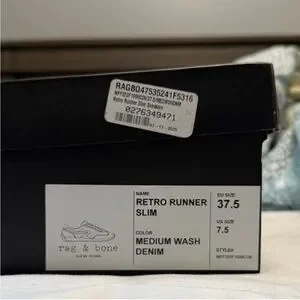 RAG8047535241F5316
Retro Runner Slim Sneakers
0276349471
rag & bone
NEW YORK
NAME
RETRO RUNNER
SLIM
COLOR
MEDIUM WASH
DENIM
EU SIZE
37.5
US SIZE
7.5
STYLE#